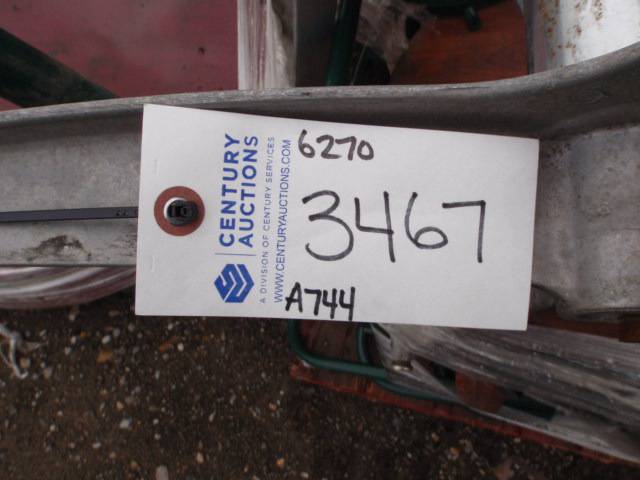 CENTURY
AUCTIONS
A DIVISION OF CENTURY SERVICES
WWW.CENTURYAUCTIONS.COM
6270
3467
A744